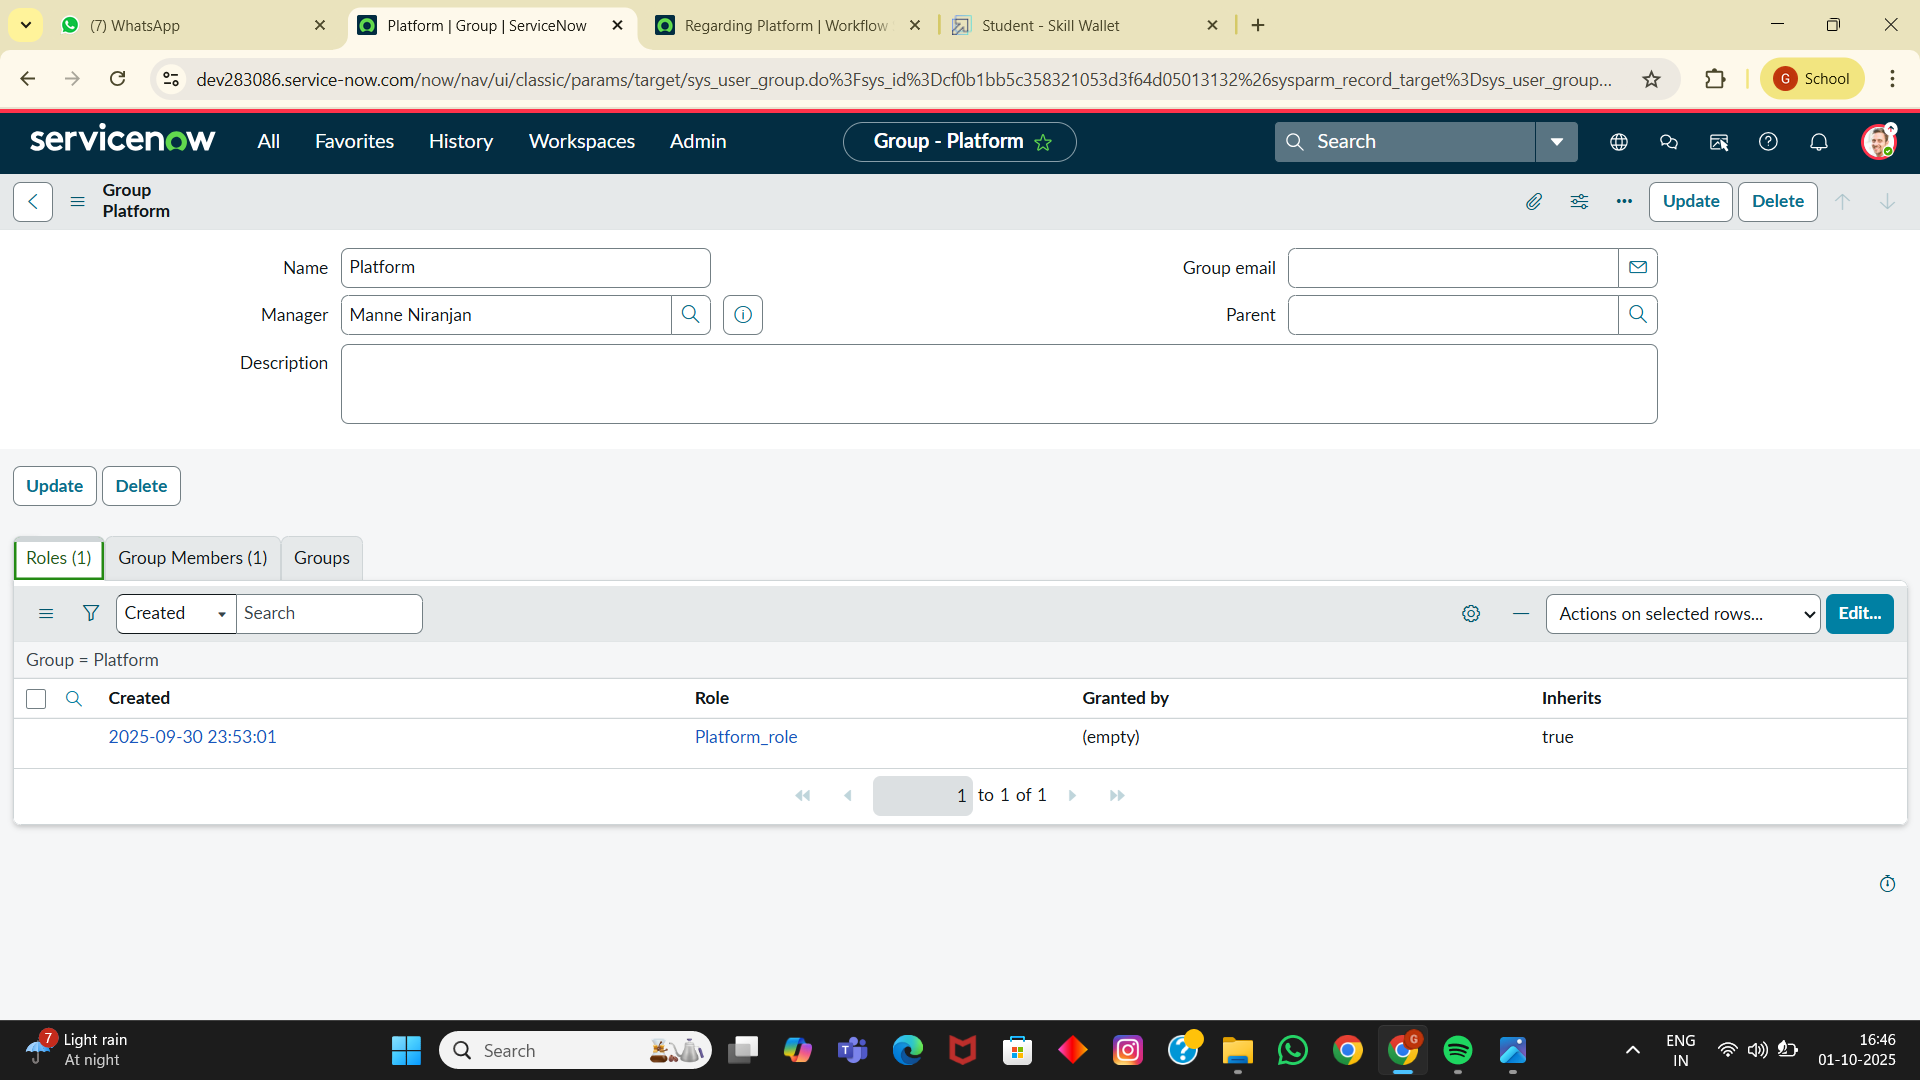 (7) WhatsApp
Platform | Group | ServiceNow
Regarding Platform | Workflow
Student - Skill Wallet
dev283086.service-now.com/now/nav/ui/classic/params/target/sys_user_group.do%3Fsys_id%3Dcf0b1bb5c358321053d3f64d05013132%26sysparm_record_target%3Dsys_user_group...
G School
servicenow
All
Favorites
History
Workspaces
Admin
Group - Platform
Search
Group
Platform
Update
Delete
Name
Platform
Group email
Manager
Manne Niranjan
Parent
Description
Update
Delete
Roles (1)
Group Members (1)
Groups
Created
Search
Actions on selected rows...
Edit...
Group = Platform
Created
Role
Granted by
Inherits
2025-09-30 23:53:01
Platform_role
(empty)
true
1 to 1 of 1
7
Light rain
At night
Search
G
ENG
IN
16:46
01-10-2025